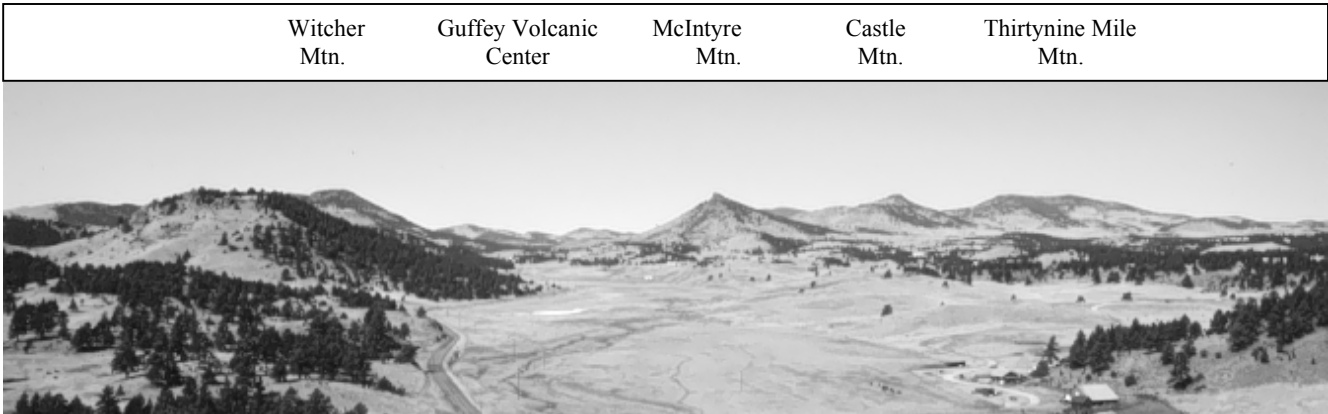 Witcher Guffey Volcanic McIntyre Castle Thirtynine Mile
Mtn. Center Mtn. Mtn. Mtn.